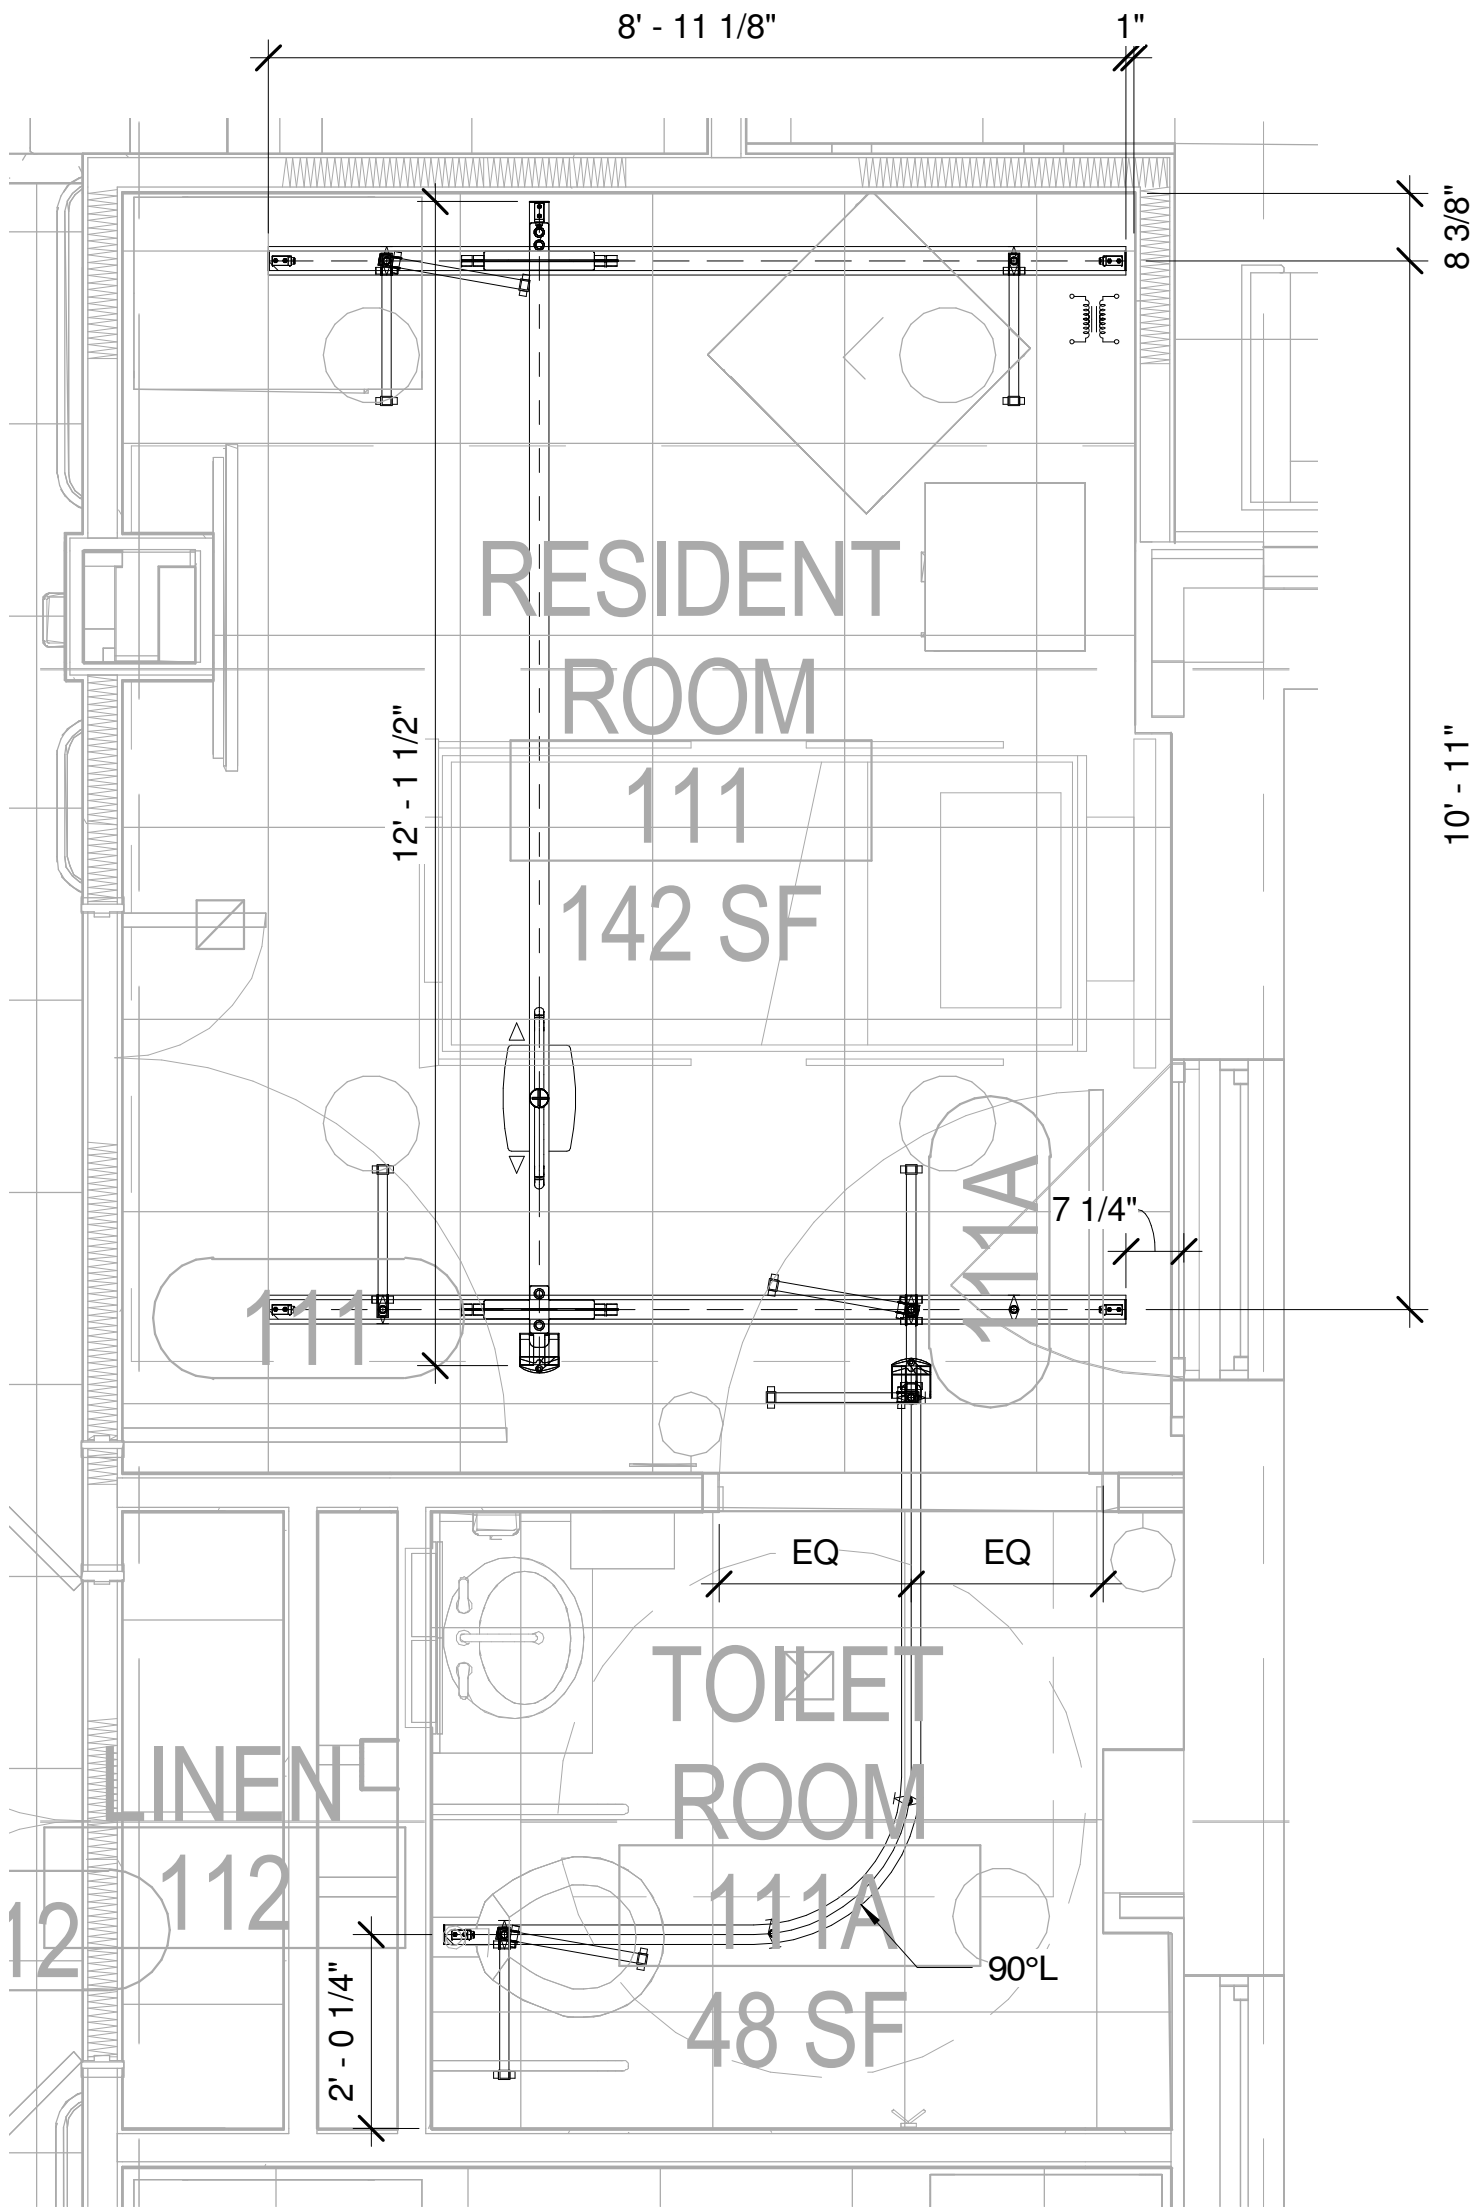 8' - 11 1/8"
1"
8 3/8"
RESIDENT
ROOM
111
142 SF
12' - 1 1/2"
10' - 11"
111A
7 1/4"
111
EQ
EQ
TOILET
ROOM
111A
48 SF
LINEN
112
12
90°L
2' - 0 1/4"